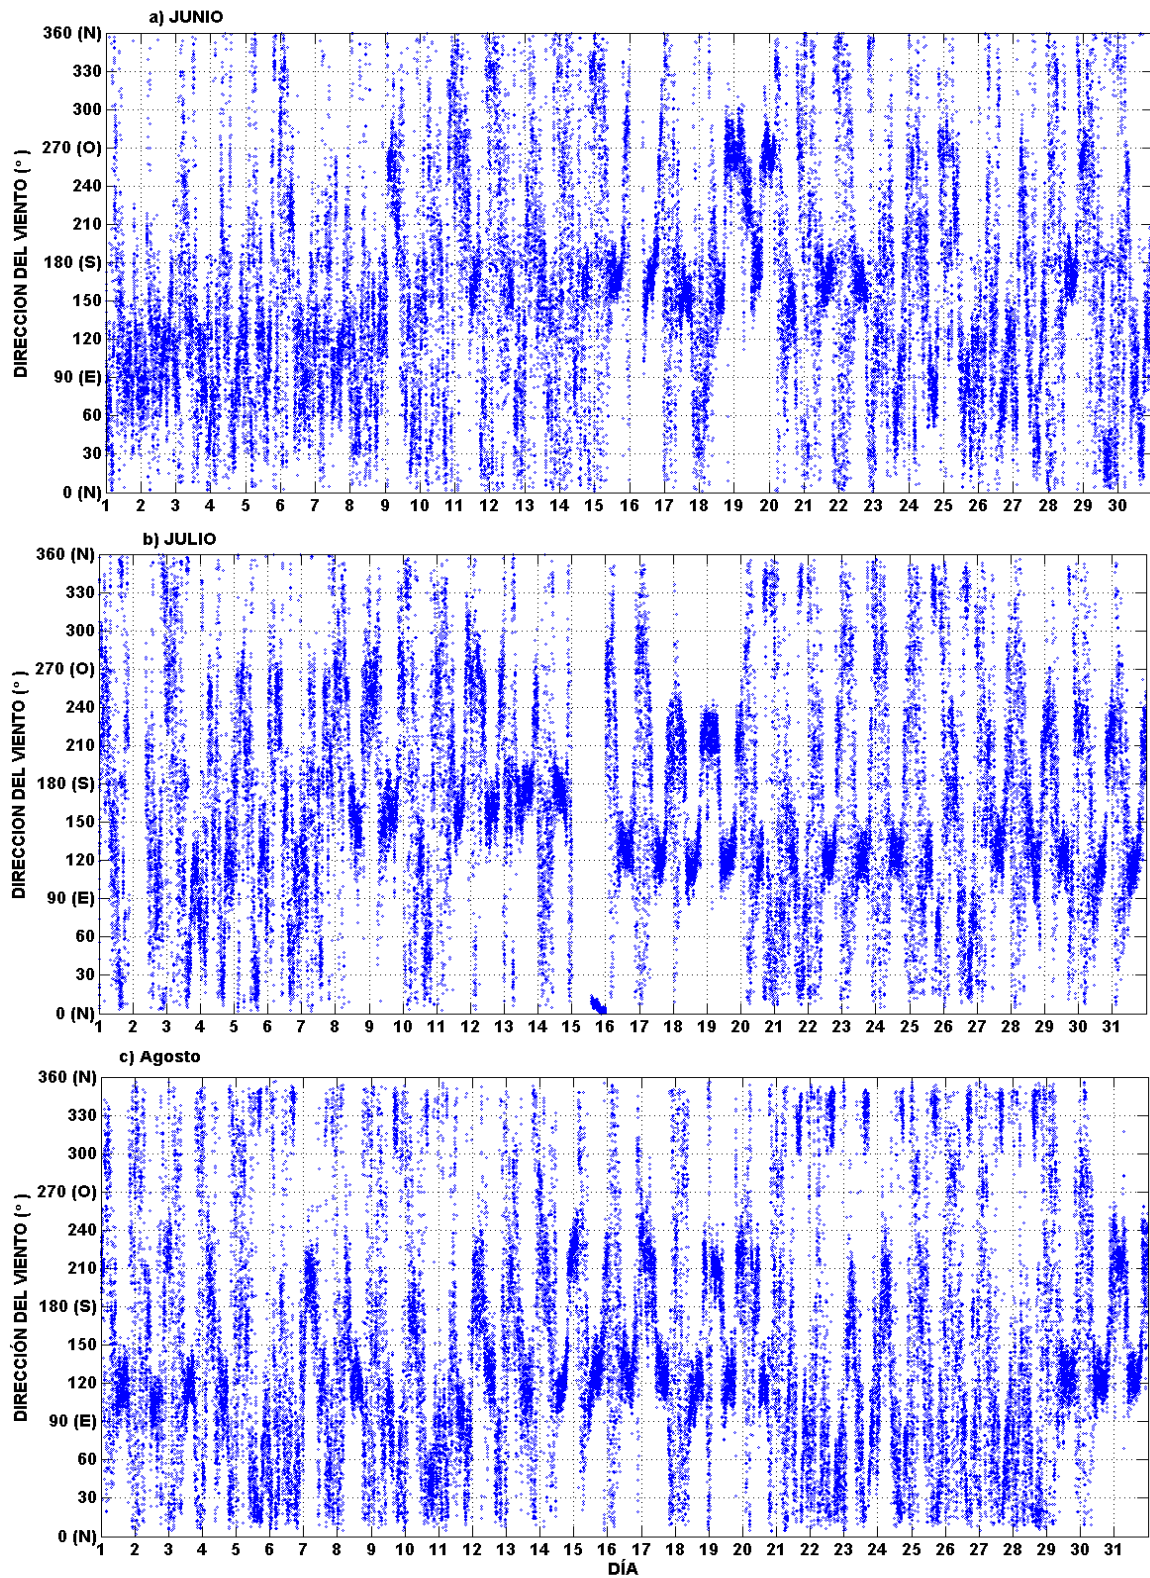 a) JUNIO
360 (N)
330
300
270 (O)
240
210
180 (S)
150
120
90 (E)
60
30
0 (N)
DIRECCION DEL VIENTO (°)
1 2 3 4 5 6 7 8 9 10 11 12 13 14 15 16 17 18 19 20 21 22 23 24 25 26 27 28 29 30
b) JULIO
360 (N)
330
300
270 (O)
240
210
180 (S)
150
120
90 (E)
60
30
0 (N)
DIRECCION DEL VIENTO (°)
1 2 3 4 5 6 7 8 9 10 11 12 13 14 15 16 17 18 19 20 21 22 23 24 25 26 27 28 29 30 31
c) Agosto
360 (N)
330
300
270 (O)
240
210
180 (S)
150
120
90 (E)
60
30
0 (N)
DIRECCIÓN DEL VIENTO (°)
1 2 3 4 5 6 7 8 9 10 11 12 13 14 15 16 17 18 19 20 21 22 23 24 25 26 27 28 29 30 31
DÍA